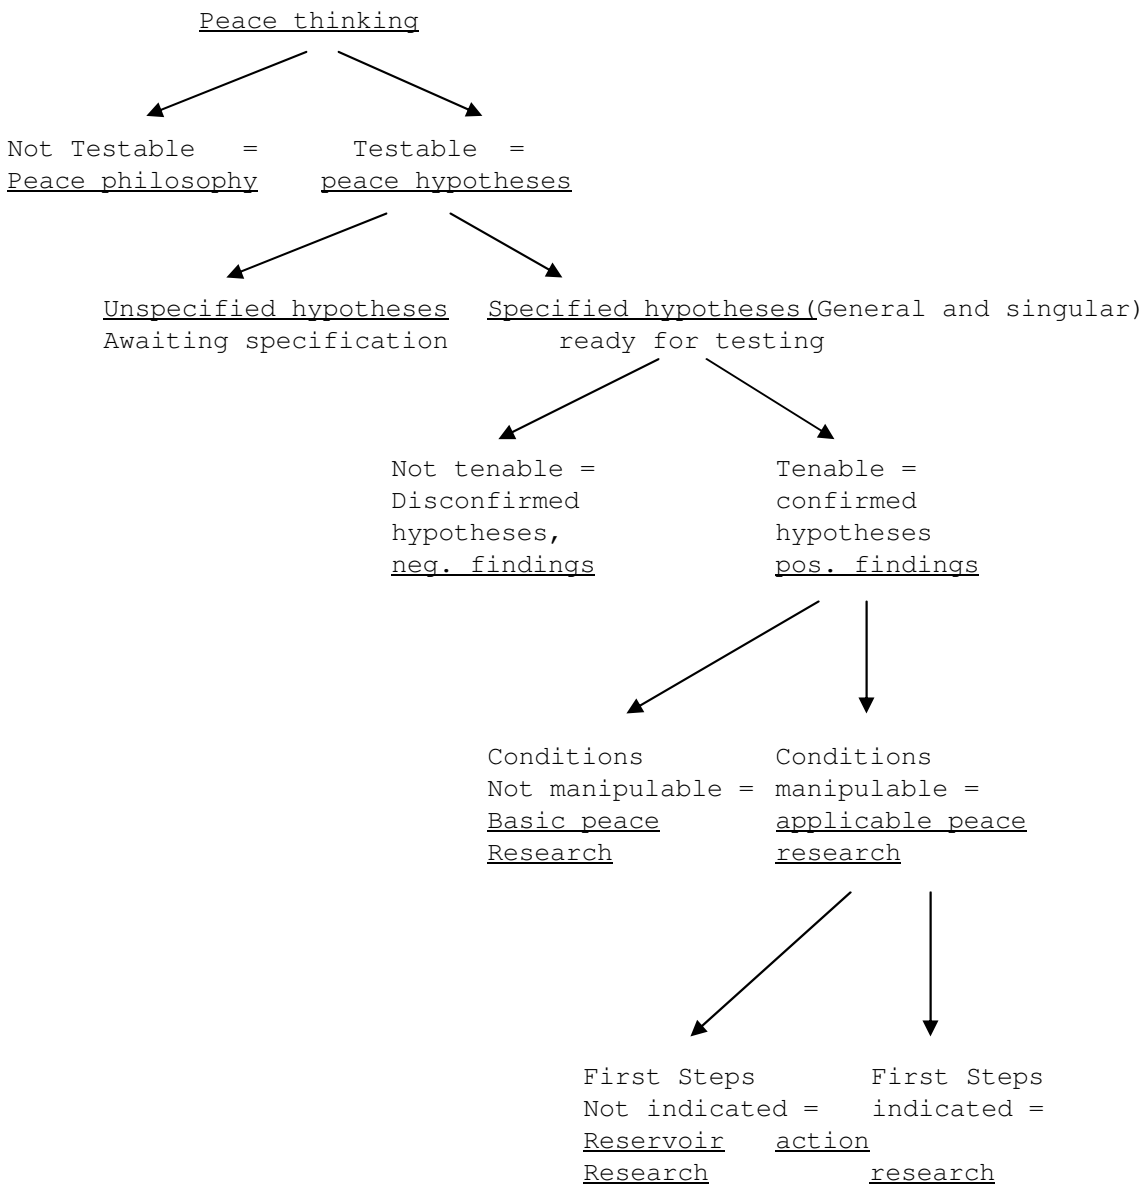 Peace thinking
Not Testable = Testable =
Peace philosophy peace hypotheses
Unspecified hypotheses Specified hypotheses(General and singular)
Awaiting specification ready for testing
Not tenable = Tenable =
Disconfirmed confirmed
hypotheses, hypotheses
neg. findings pos. findings
Conditions Conditions
Not manipulable = manipulable =
Basic peace applicable peace
Research research
First Steps First Steps
Not indicated = indicated =
Reservoir action
Research research